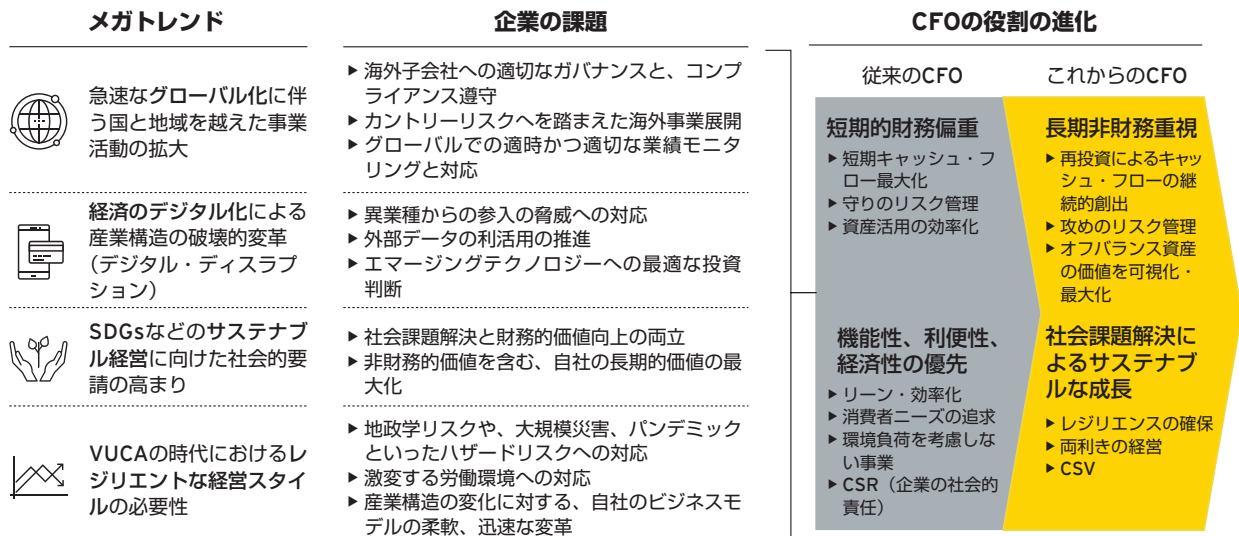 メガトレンド
企業の課題
CFOの役割の進化
急速なグローバル化に伴
う国と地域を越えた事業
活動の拡大
▶ 海外子会社への適切なガバナンスと、コンプ
ライアンス遵守
▶ カントリーリスクへを踏まえた海外事業展開
▶ グローバルでの適時かつ適切な業績モニタ
リングと対応
経済のデジタル化による
産業構造の破壊的変革
（デジタル・ディスラプ
ション）
▶ 異業種からの参入の脅威への対応
▶ 外部データの利活用の推進
▶ エマージングテクノロジーへの最適な投資
判断
SDGsなどのサステナブ
ル経営に向けた社会的要
請の高まり
▶ 社会課題解決と財務的価値向上の両立
▶ 非財務的価値を含む、自社の長期的価値の最
大化
VUCAの時代におけるレ
ジリエントな経営スタイ
ルの必要性
▶ 地政学リスクや、大規模災害、パンデミック
といったハザードリスクへの対応
▶ 激変する労働環境への対応
▶ 産業構造の変化に対する、自社のビジネスモ
デルの柔軟、迅速な変革
従来のCFO
短期的財務偏重
▶ 短期キャッシュ・フ
ロー最大化
▶ 守りのリスク管理
▶ 資産活用の効率化
機能性、利便性、
経済性の優先
▶ リーン・効率化
▶ 消費者ニーズの追求
▶ 環境負荷を考慮しな
い事業
▶ CSR（企業の社会的
責任）
これからのCFO
長期非財務重視
▶ 再投資によるキャッ
シュ・フローの継
続的創出
▶ 攻めのリスク管理
▶ オフバランス資産
の価値を可視化・
最大化
社会課題解決に
よるサステナブ
ルな成長
▶ レジリエンスの確保
▶ 両利きの経営
▶ CSV